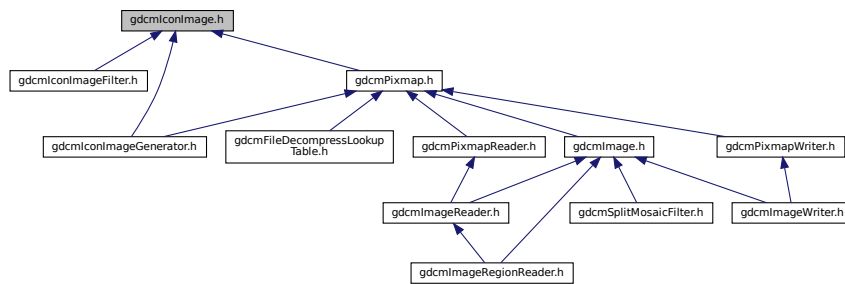 gdcmIconImage.h
gdcmIconImageFilter.h
gdcmPixmap.h
gdcmIconImageGenerator.h
gdcmFileDecompressLookup
Table.h
gdcmPixmapReader.h
gdcmImage.h
gdcmPixmapWriter.h
gdcmImageReader.h
gdcmSplitMosaicFilter.h
gdcmImageWriter.h
gdcmImageRegionReader.h